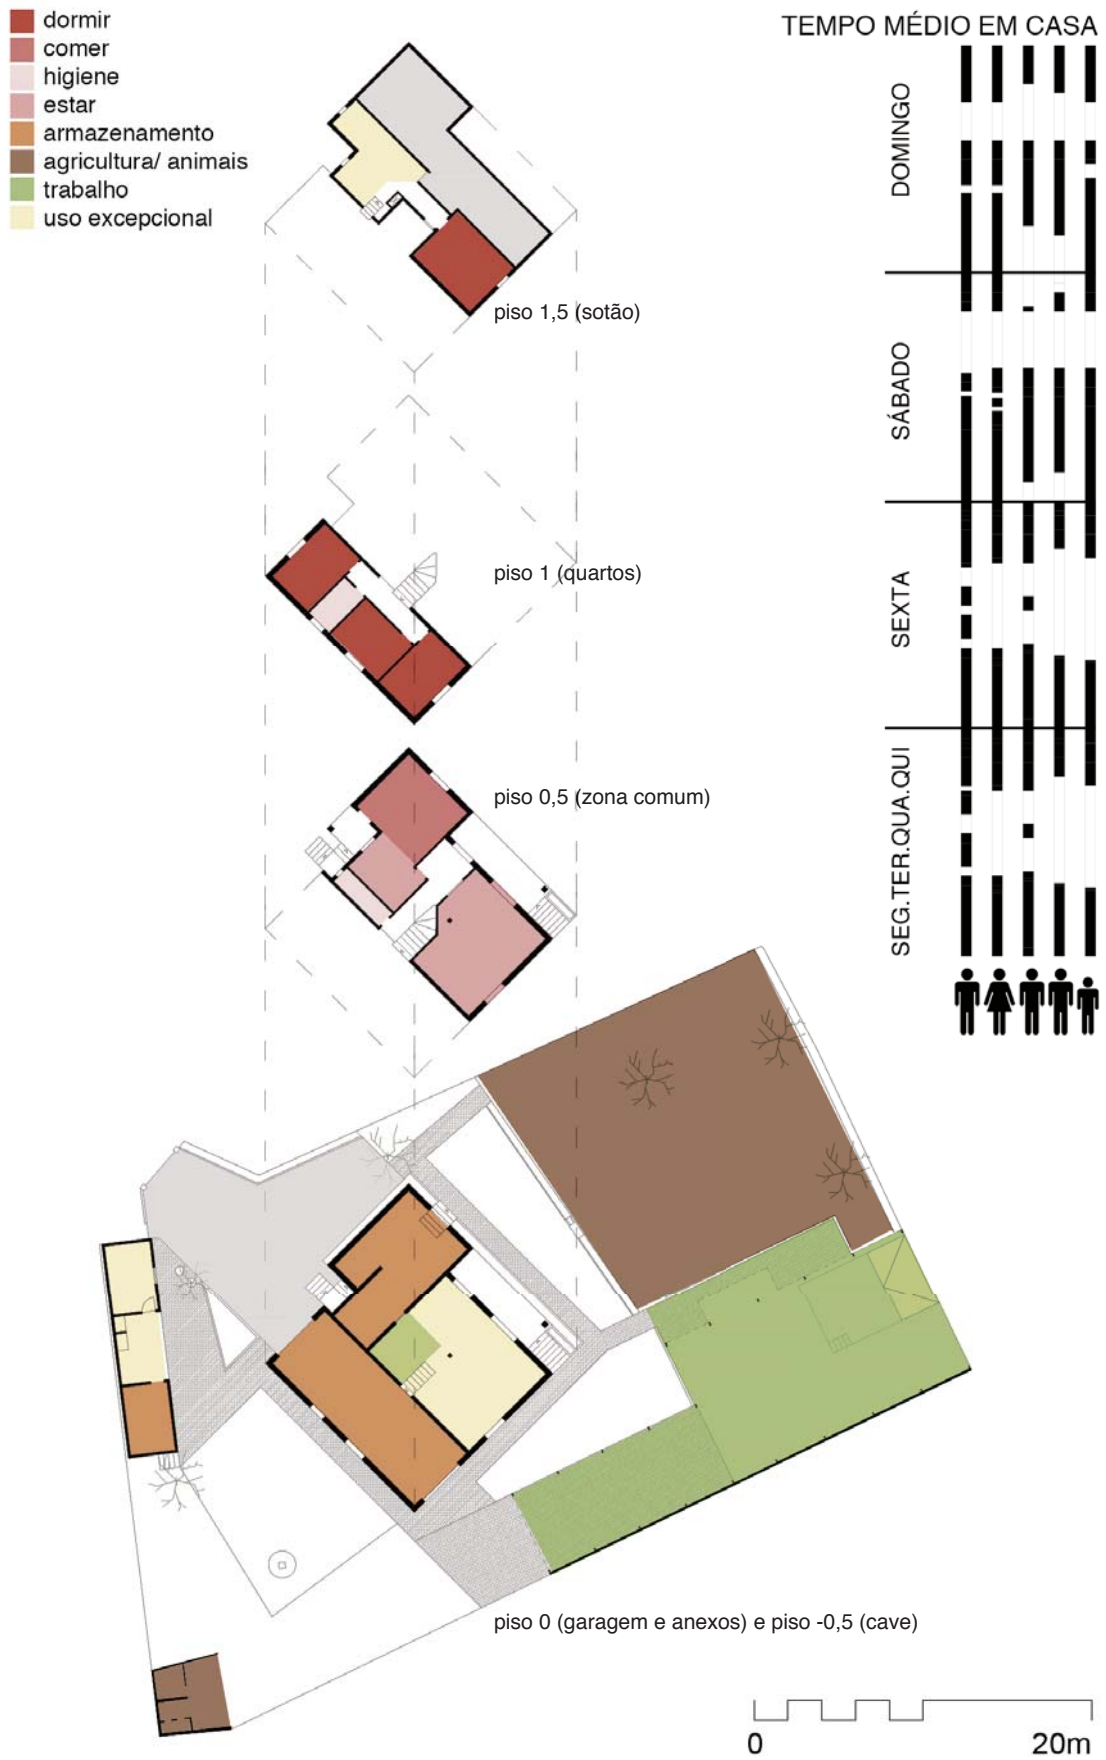 dormir
comer
higiene
estar
armazenamento
agricultura/ animais
trabalho
uso excepcional
TEMPO MÉDIO EM CASA
DOMINGO
SÁBADO
SEXTA
SEG.TER.QUA.QUI
piso 1,5 (sotão)
piso 1 (quartos)
piso 0,5 (zona comum)
piso 0 (garagem e anexos) e piso -0,5 (cave)
0 20m